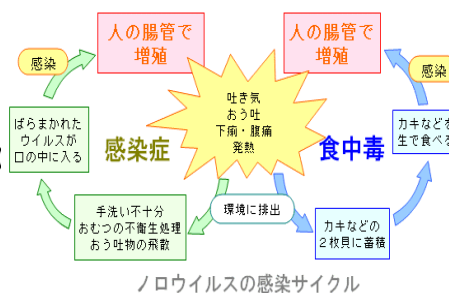 人の腸管で
増殖
人の腸管で
増殖
感染
感染
吐き気
おう吐
下痢・腹痛
発熱
ばらまかれた
ウイルスが
口の中に入る
感染症
食中毒
カキなどを
生で食べる
手洗い不十分
おむつの不衛生処理
おう吐物の飛散
環境に排出
カキなどの
2枚貝に蓄積
ノロウイルスの感染サイクル